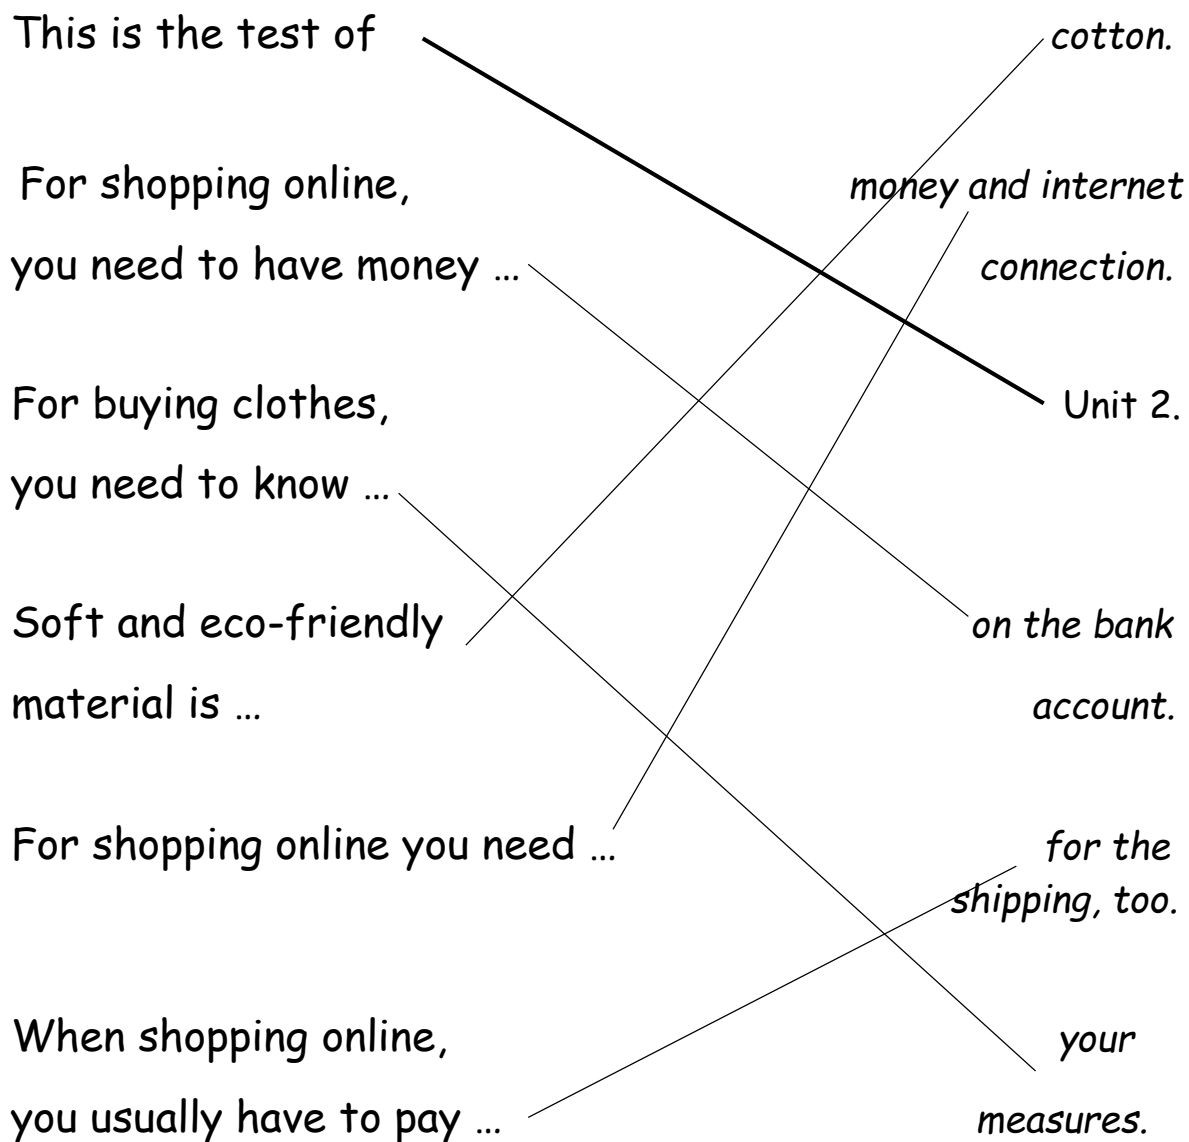 This is the test of
cotton.
For shopping online,
money and internet
you need to have money ...
connection.
For buying clothes,
Unit 2.
you need to know ...
Soft and eco-friendly
on the bank
material is ...
account.
For shopping online you need ...
for the
shipping, too.
When shopping online,
your
you usually have to pay ...
measures.